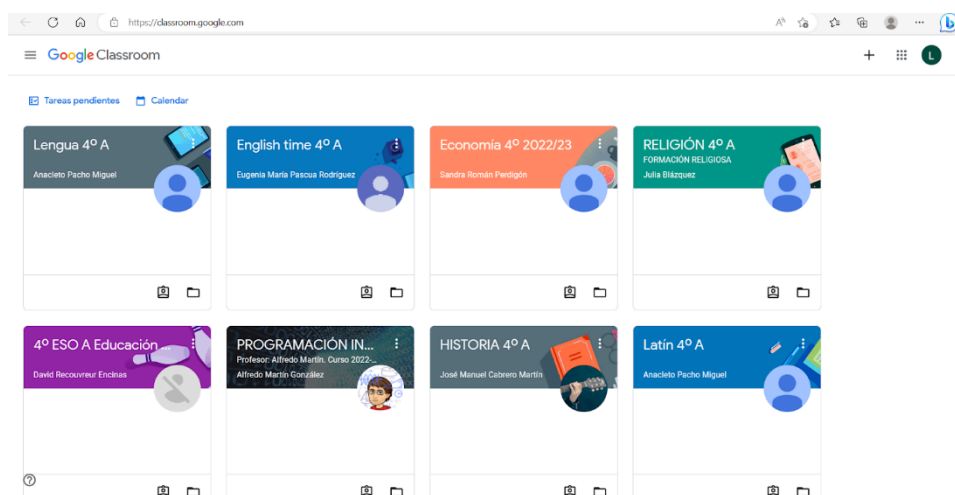 https://classroom.google.com
Google Classroom
L
Tareas pendientes Calendar
Lengua 4º A
Anacleto Pacho Miguel
English time 4º A
Eugenia María Pascua Rodríguez
Economía 4º 2022/23
Sandra Román Perdigón
RELIGIÓN 4º A
FORMACIÓN RELIGIOSA
Julia Blázquez
4º ESO A Educación ...
David Recouvreur Encinas
PROGRAMACIÓN IN...
Profesor: Alfredo Martín. Curso 2022-...
Alfredo Martín González
HISTORIA 4º A
José Manuel Cabrero Martín
Latín 4º A
Anacleto Pacho Miguel